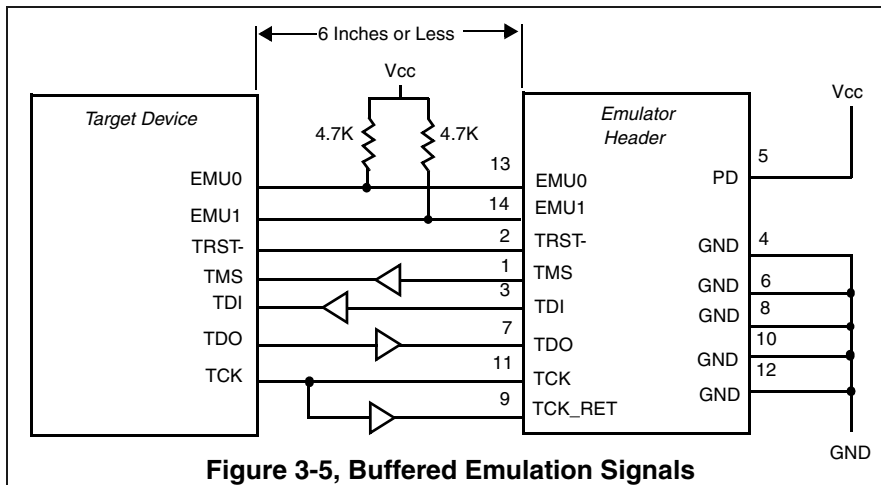 6 Inches or Less
Vcc
4.7K 4.7K
Target Device
EMU0
EMU1
TRST-
TMS
TDI
TDO
TCK
13
14
2
1
3
7
11
9
Emulator
Header
EMU0
EMU1
TRST-
TMS
TDI
TDO
TCK
TCK_RET
PD
GND
GND
GND
GND
GND
5
4
6
8
10
12
Vcc
GND
Figure 3-5, Buffered Emulation Signals